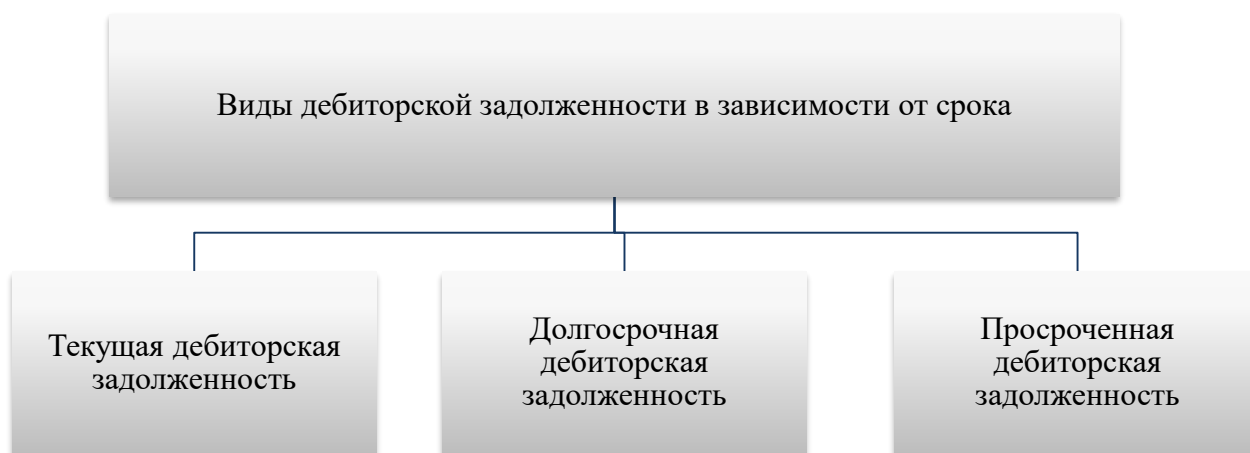 Виды дебиторской задолженности в зависимости от срока
Текущая дебиторская
задолженность
Долгосрочная
дебиторская
задолженность
Просроченная
дебиторская
задолженность